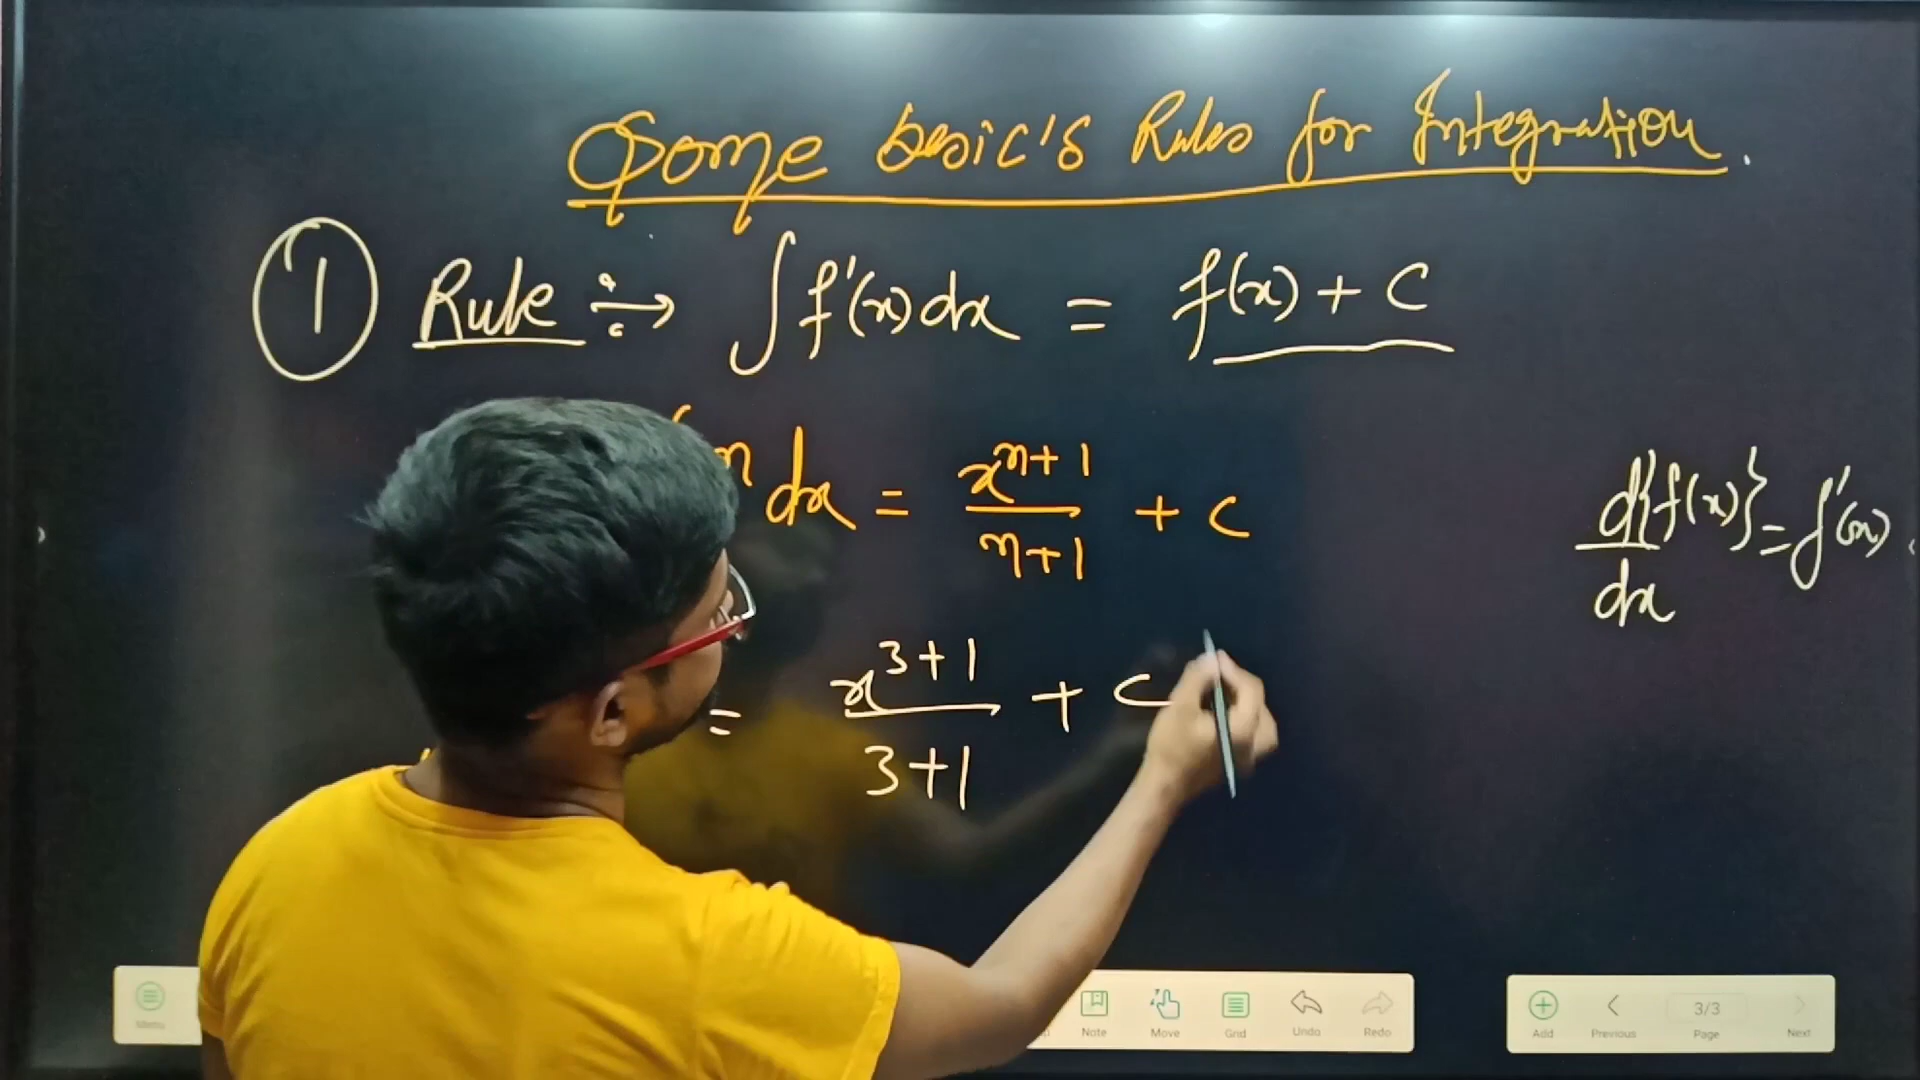 Some basic's Rules for Integration.
1 Rule ÷→ ∫f'(x)dx = f(x) + C
n dx = x^(n+1) / (n+1) + c
d{f(x)} / dx = f'(x)
= x^(3+1) / (3+1) + c
Menu
Note Move Grid Undo Redo
Add Previous 3/3 Page Next